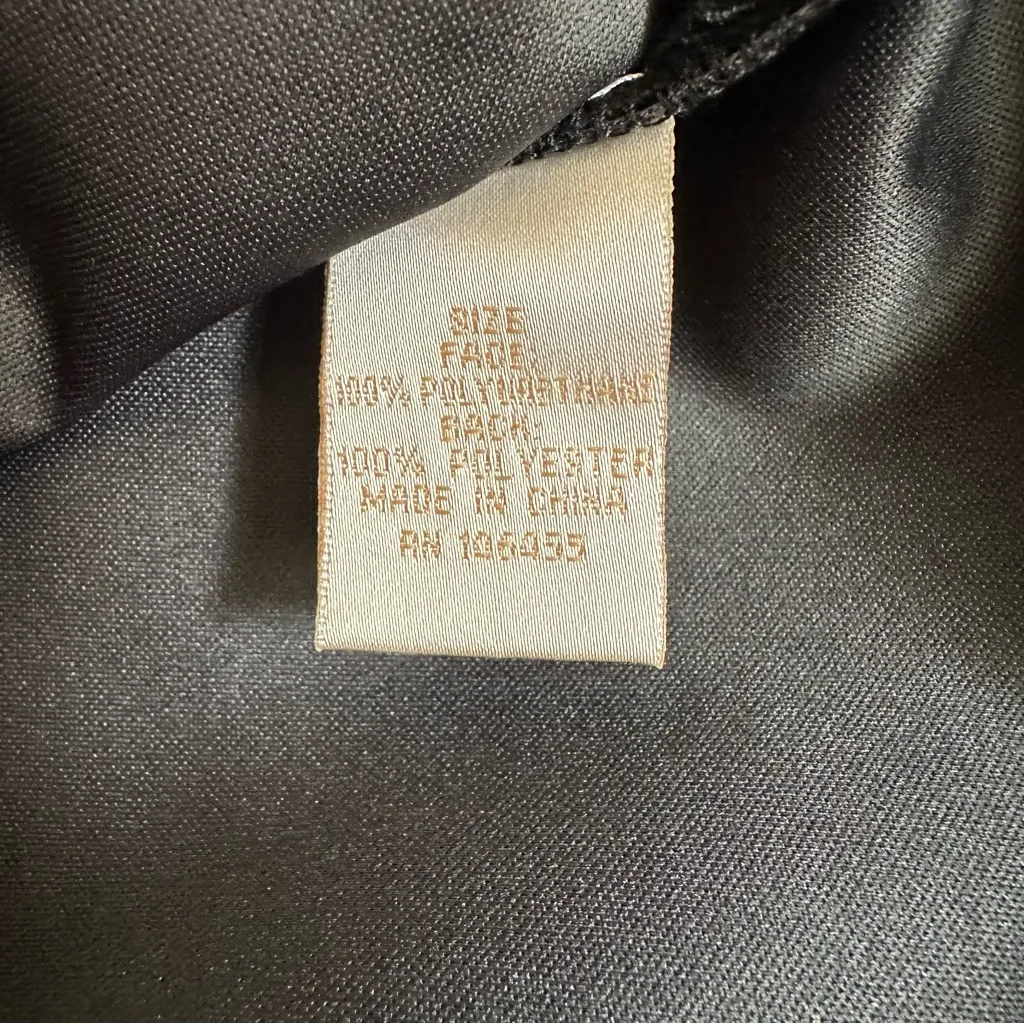 SIZE
FACE:
100% POLYURETHANE
BACK:
100% POLYESTER
MADE IN CHINA
RN 106455